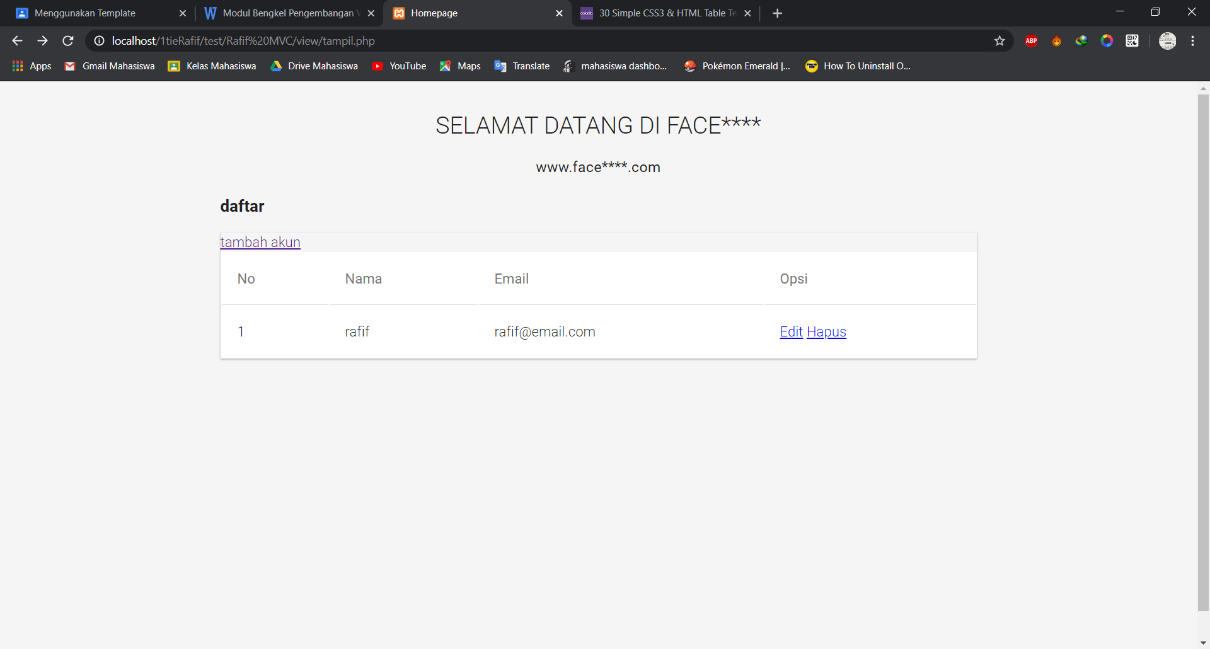 Menggunakan Template
Modul Bengkel Pengembangan
Homepage
30 Simple CSS3 & HTML Table Te
localhost/1tieRafif/test/Rafif%20MVC/view/tampil.php
ABP
Apps
Gmail Mahasiswa
Kelas Mahasiswa
Drive Mahasiswa
YouTube
Maps
Translate
mahasiswa dashbo...
Pokémon Emerald |...
How To Uninstall O...
SELAMAT DATANG DI FACE****
www.face****.com
daftar
tambah akun
No Nama Email Opsi
1 rafif rafif@email.com Edit Hapus